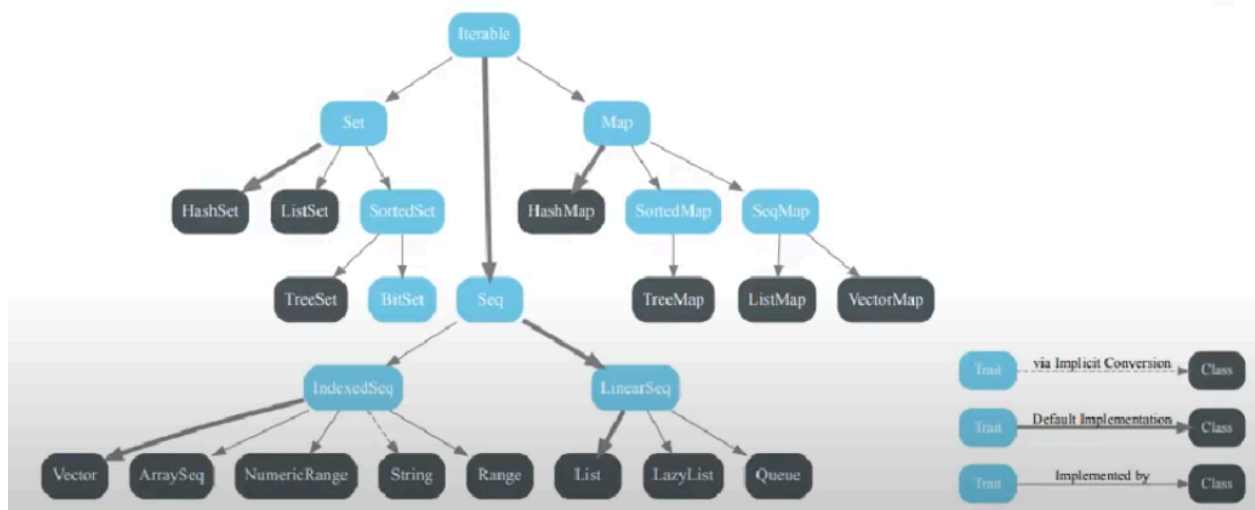 Iterable
Set
Map
HashSet
ListSet
SortedSet
HashMap
SortedMap
SeqMap
TreeSet
BitSet
Seq
TreeMap
ListMap
VectorMap
IndexedSeq
LinearSeq
Vector
ArraySeq
NumericRange
String
Range
List
LazyList
Queue
Trait via Implicit Conversion Class
Trait Default Implementation Class
Trait Implemented by Class